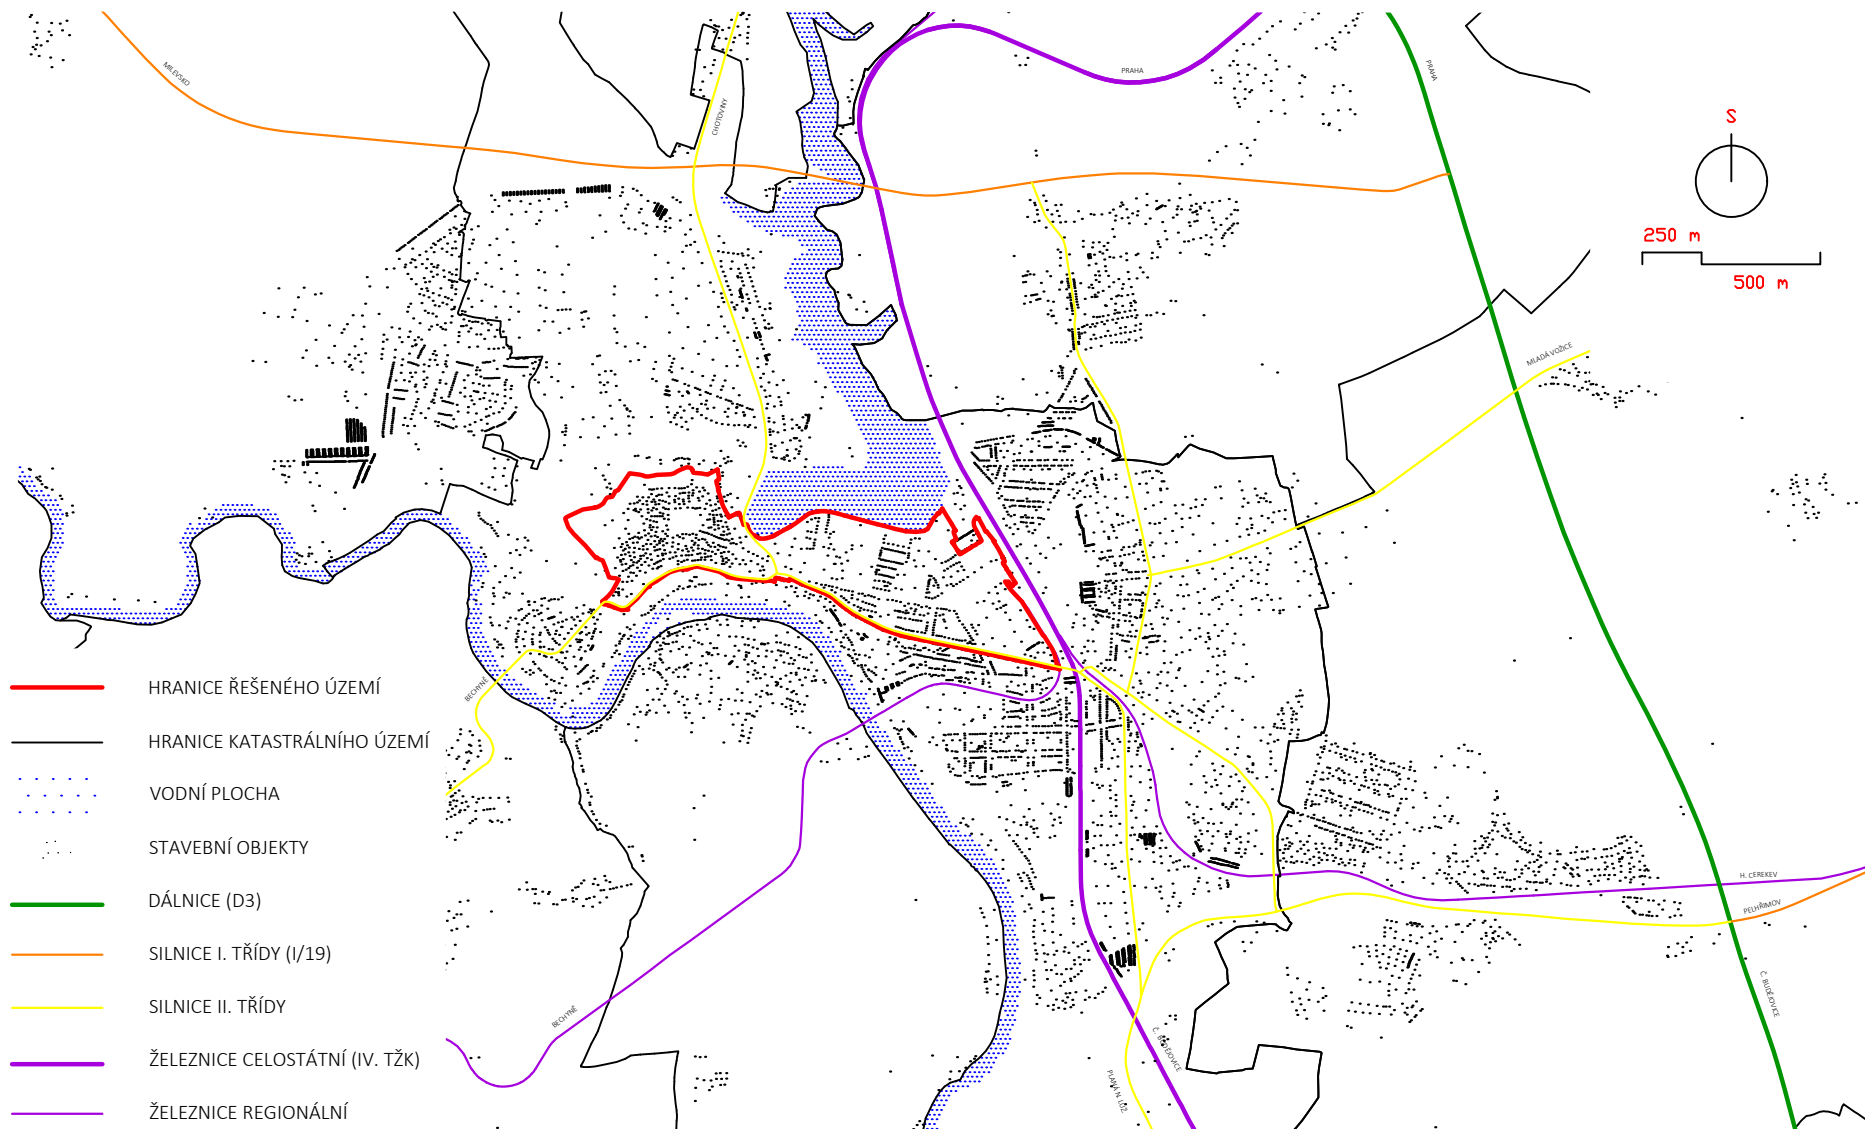 MILEVSKO
CHOTOVINY
PRAHA
PRAHA
S
250 m
500 m
MLADÁ VOŽICE
BECHYNĚ
HRANICE ŘEŠENÉHO ÚZEMÍ
HRANICE KATASTRÁLNÍHO ÚZEMÍ
VODNÍ PLOCHA
STAVEBNÍ OBJEKTY
DÁLNICE (D3)
SILNICE I. TŘÍDY (I/19)
SILNICE II. TŘÍDY
ŽELEZNICE CELOSTÁTNÍ (IV. TŽK)
ŽELEZNICE REGIONÁLNÍ
H. CEREKEV
PELHŘIMOV
Č. BUDĚJOVICE
BECHYNĚ
Č. BUDĚJOVICE
PLANÁ N. LUŽ.